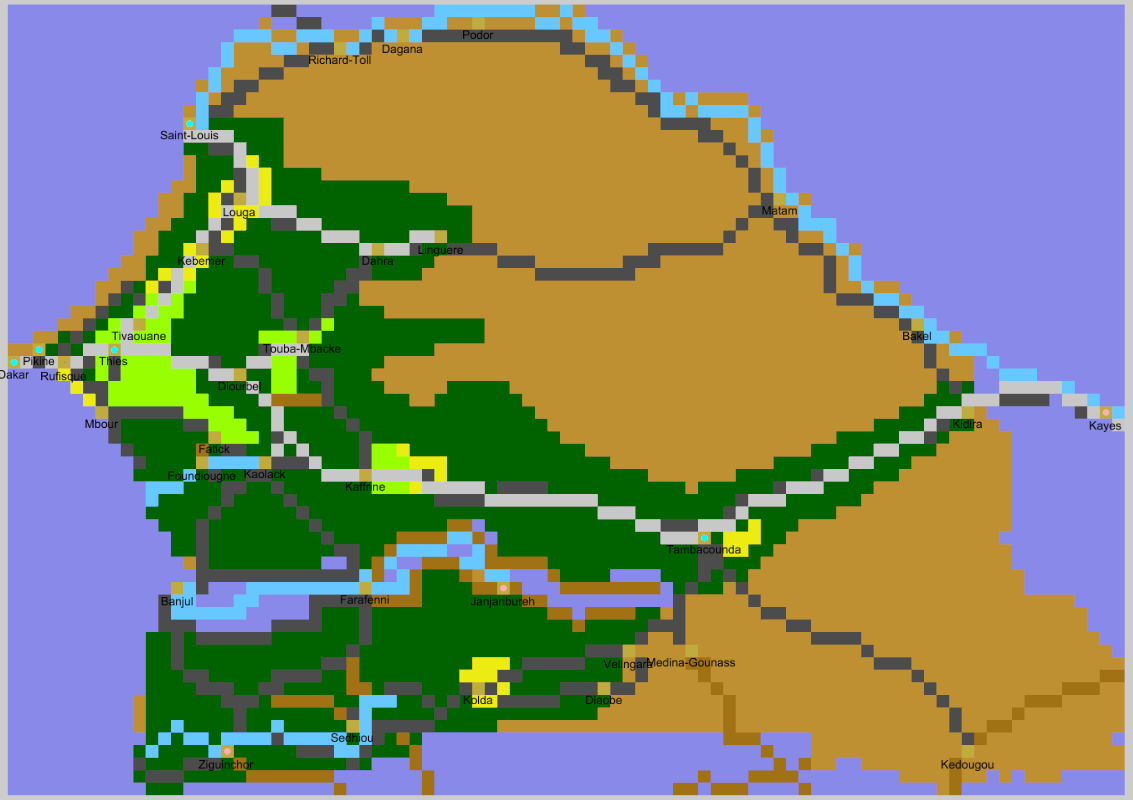 Podor
Dagana
Richard-Toll
Saint-Louis
Louga
Matam
Linguere
Kebemer
Dahra
Tivaouane
Bakel
Touba-Mbacke
Pikine
Thies
Dakar
Rufisque
Diourbel
Mbour
Kidira
Kayes
Fatick
Foundiougne
Kaolack
Kaffrine
Tambacounda
Banjul
Farafenni
Janjanbureh
Velingara
Medina-Gounass
Kolda
Diaobe
Sedhiou
Ziguinchor
Kedougou